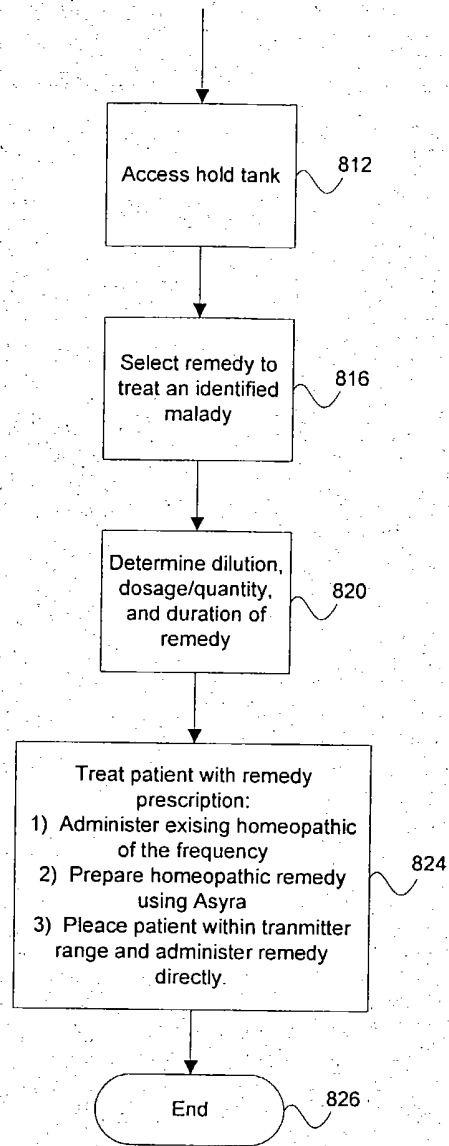 Access hold tank
812
Select remedy to
treat an identified
malady
816
Determine dilution,
dosage/quantity,
and duration of
remedy
820
Treat patient with remedy
prescription:
1) Administer exising homeopathic
of the frequency
2) Prepare homeopathic remedy
using Asyra
3) Pleace patient within tranmitter
range and administer remedy
directly.
824
End
826